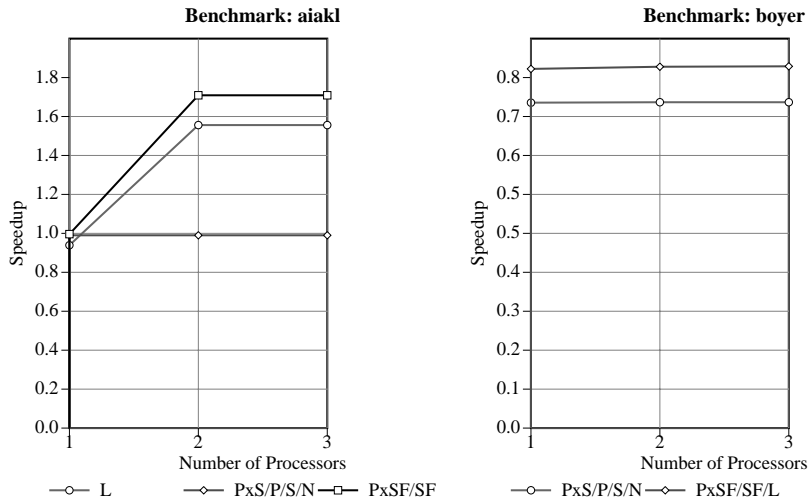 Benchmark: aiakl
1.8
1.6
1.4
1.2
1.0
0.8
0.6
0.4
0.2
0.0
Speedup
1 2 3
Number of Processors
L PxS/P/S/N PxSF/SF
Benchmark: boyer
0.8
0.7
0.6
0.5
0.4
0.3
0.2
0.1
0.0
Speedup
1 2 3
Number of Processors
PxS/P/S/N PxSF/SF/L